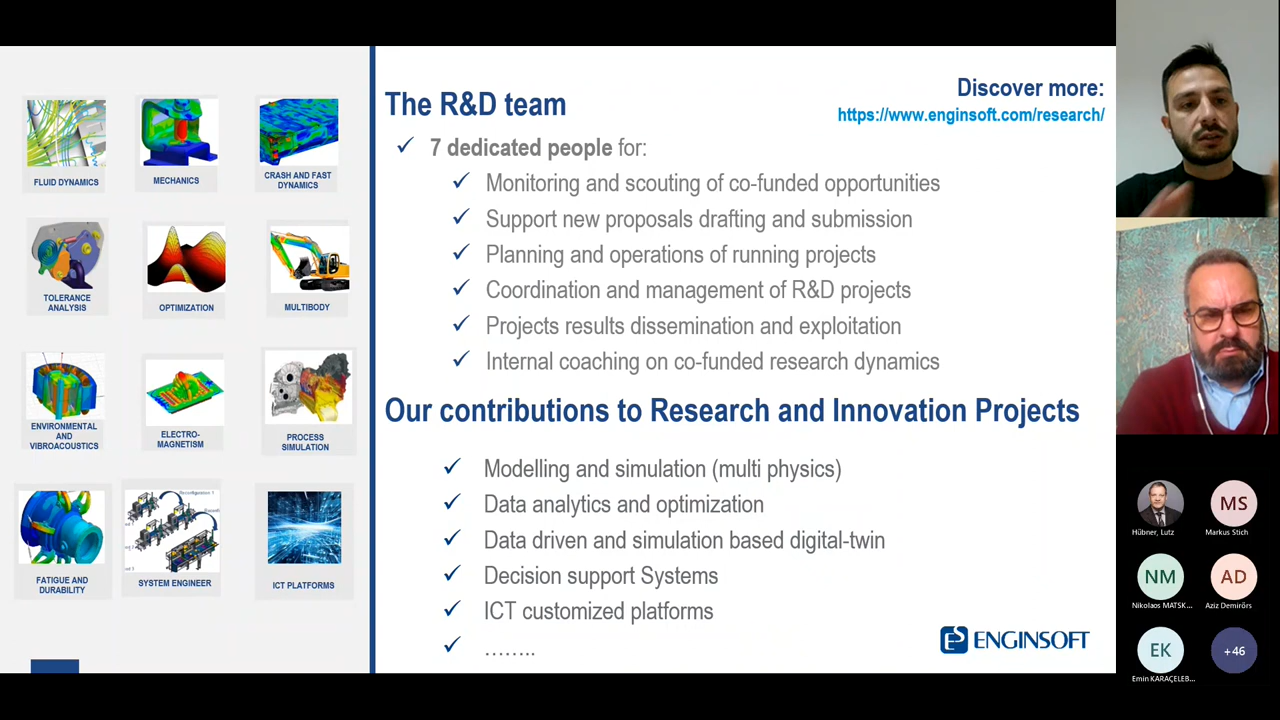 FLUID DYNAMICS
MECHANICS
CRASH AND FAST
DYNAMICS
TOLERANCE
ANALYSIS
OPTIMIZATION
MULTIBODY
ENVIRONMENTAL
AND
VIBROACOUSTICS
ELECTRO-
MAGNETISM
PROCESS
SIMULATION
FATIGUE AND
DURABILITY
SYSTEM ENGINEER
ICT PLATFORMS
The R&D team
Discover more:
https://www.enginsoft.com/research/
✓ 7 dedicated people for:
✓ Monitoring and scouting of co-funded opportunities
✓ Support new proposals drafting and submission
✓ Planning and operations of running projects
✓ Coordination and management of R&D projects
✓ Projects results dissemination and exploitation
✓ Internal coaching on co-funded research dynamics
Our contributions to Research and Innovation Projects
✓ Modelling and simulation (multi physics)
✓ Data analytics and optimization
✓ Data driven and simulation based digital-twin
✓ Decision support Systems
✓ ICT customized platforms
✓ ........
ENGINSOFT
MS
Hübner, Lutz
Markus Stich
NM
AD
Nikolaos MATSK...
Aziz Demirörs
EK
+46
Emin KARAÇELEB...